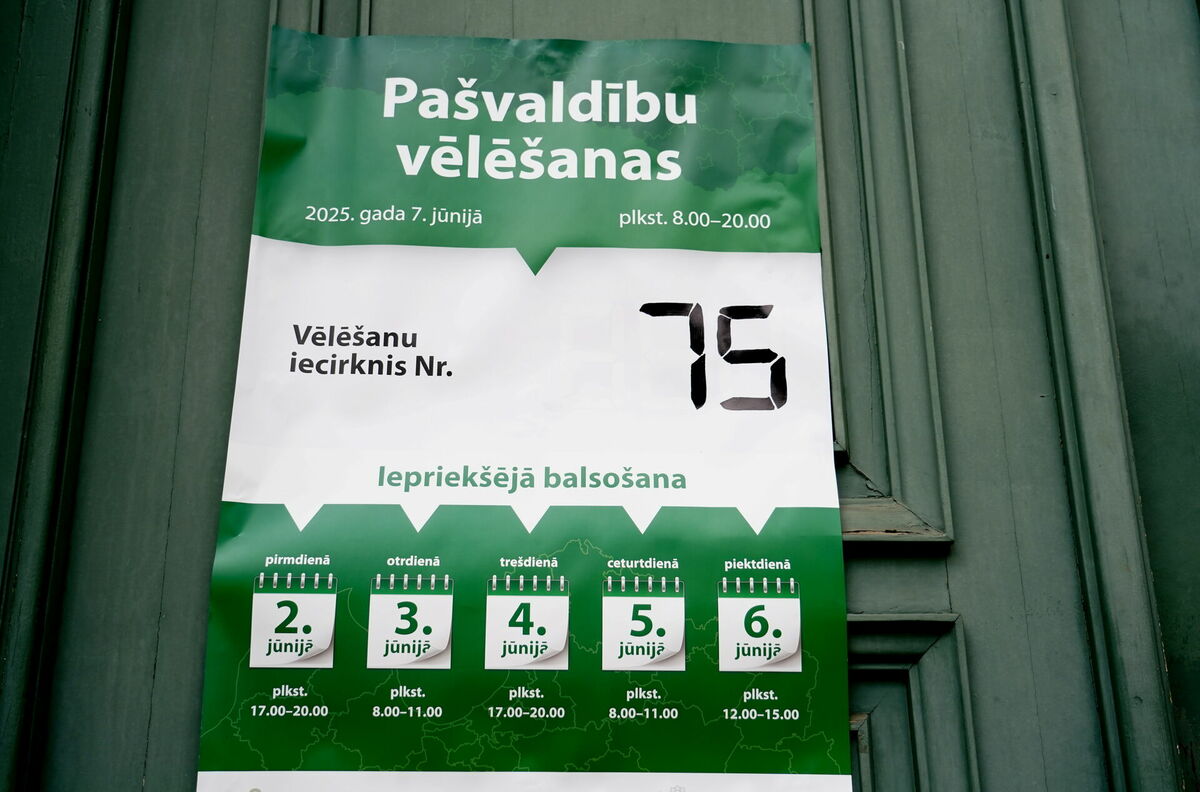 Pašvaldību
vēlēšanas
2025. gada 7. jūnijā plkst. 8.00–20.00
Vēlēšanu
iecirknis Nr.
75
Iepriekšējā balsošana
pirmdienā otrdienā trešdienā ceturtdienā piektdienā
2. 3. 4. 5. 6.
jūnijā jūnijā jūnijā jūnijā jūnijā
plkst. plkst. plkst. plkst. plkst.
17.00–20.00 8.00–11.00 17.00–20.00 8.00–11.00 12.00–15.00